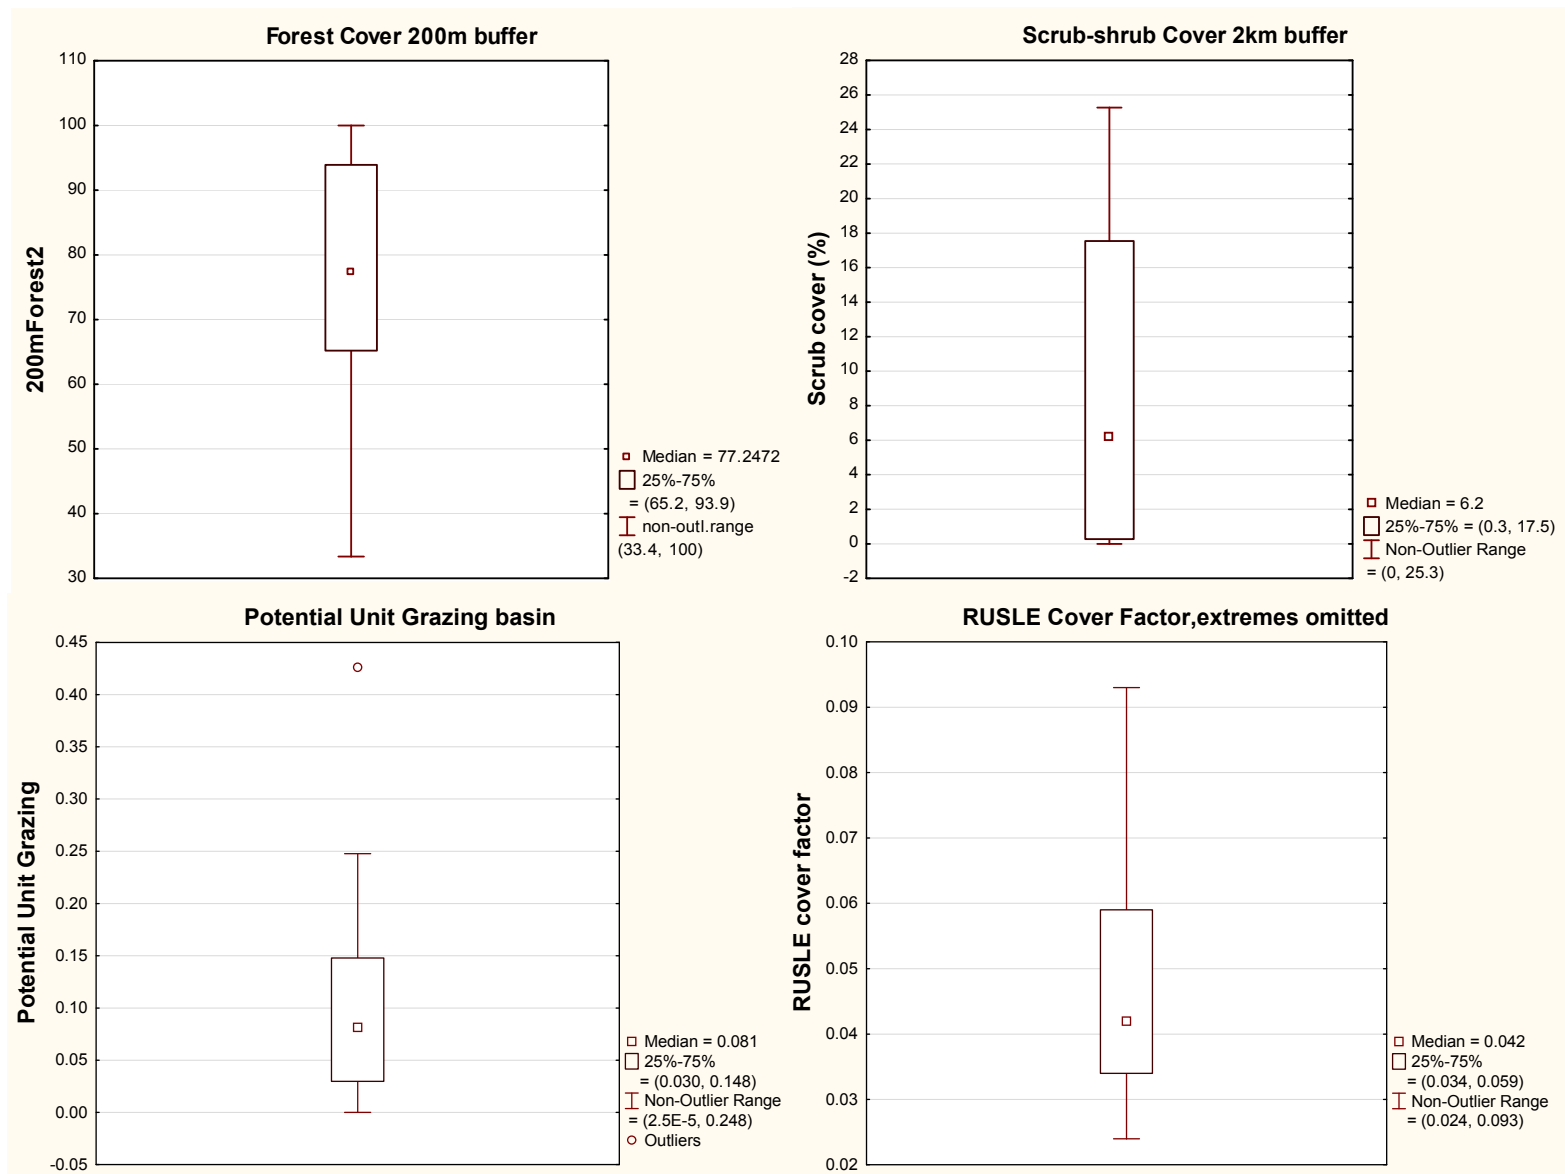 Forest Cover 200m buffer
110
100
90
80
70
60
50
40
30
200mForest2
Median = 77.2472
25%-75%
= (65.2, 93.9)
non-outl.range
(33.4, 100)
Scrub-shrub Cover 2km buffer
28
26
24
22
20
18
16
14
12
10
8
6
4
2
0
-2
Scrub cover (%)
Median = 6.2
25%-75% = (0.3, 17.5)
Non-Outlier Range
= (0, 25.3)
Potential Unit Grazing basin
0.45
0.40
0.35
0.30
0.25
0.20
0.15
0.10
0.05
0.00
-0.05
Potential Unit Grazing
Median = 0.081
25%-75%
= (0.030, 0.148)
Non-Outlier Range
= (2.5E-5, 0.248)
Outliers
RUSLE Cover Factor,extremes omitted
0.10
0.09
0.08
0.07
0.06
0.05
0.04
0.03
0.02
RUSLE cover factor
Median = 0.042
25%-75%
= (0.034, 0.059)
Non-Outlier Range
= (0.024, 0.093)